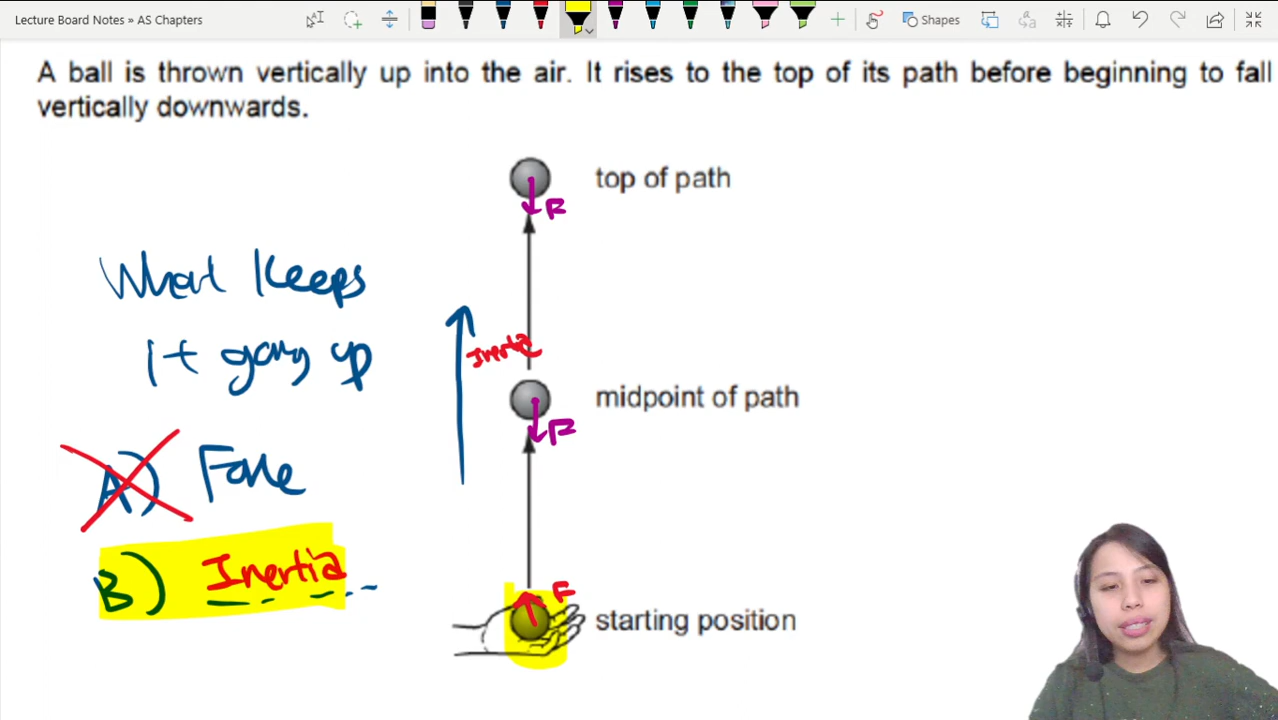 Lecture Board Notes » AS Chapters
Shapes
A ball is thrown vertically up into the air. It rises to the top of its path before beginning to fall
vertically downwards.
top of path
F
What keeps
It going up
Inertia
midpoint of path
F
A) Force
B) Inertia
F
starting position